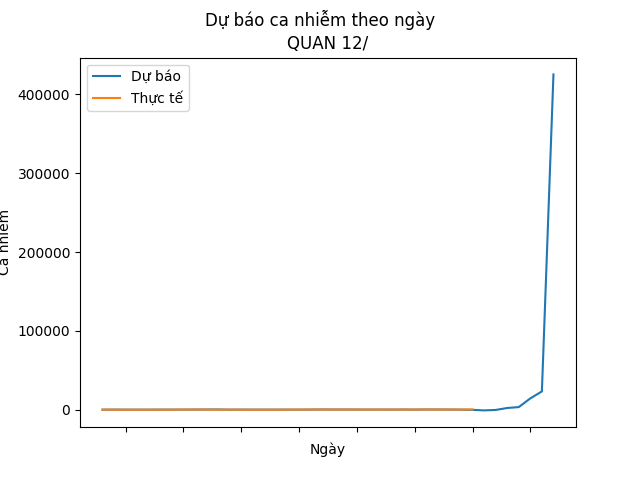 Dự báo ca nhiễm theo ngày
QUAN 12/
Dự báo
Thực tế
400000
300000
200000
100000
0
Ca nhiễm
Ngày